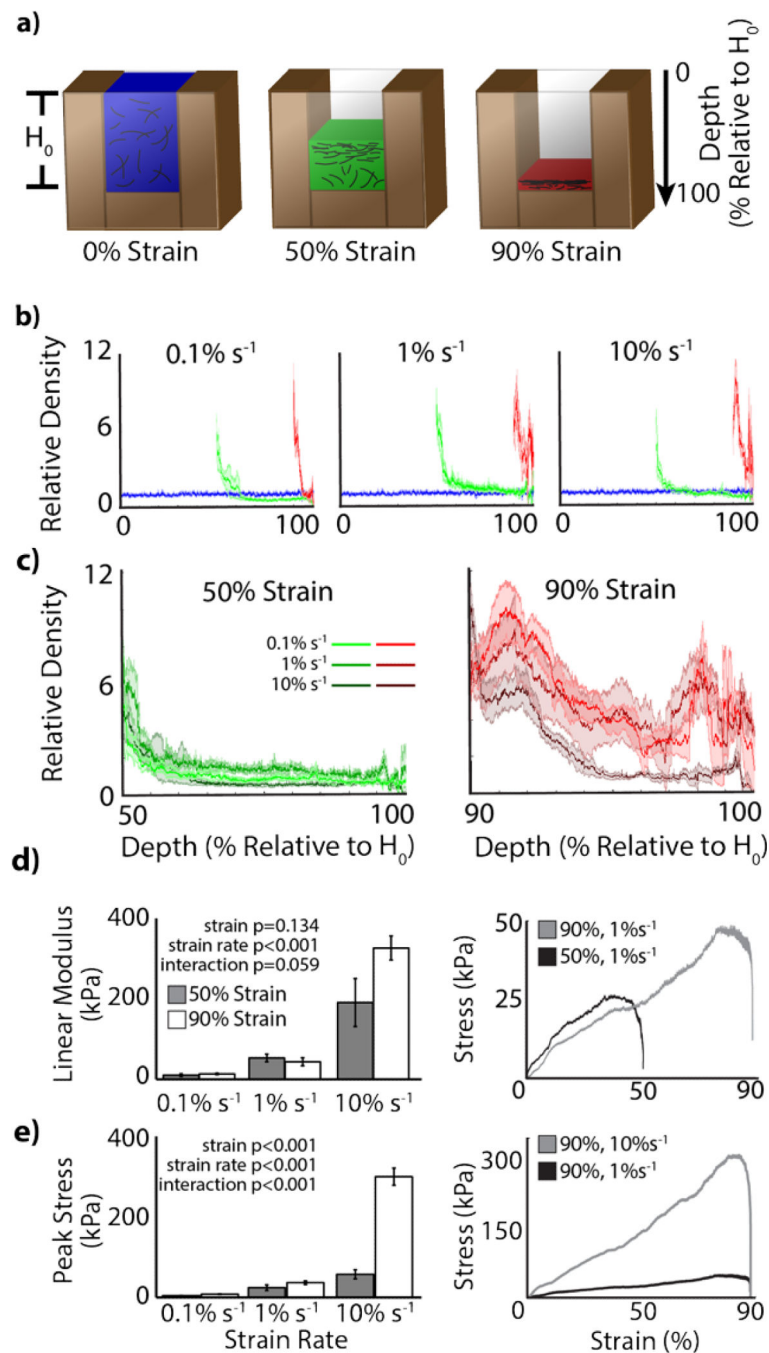 a)
H₀
0
100
Depth
(% Relative to H₀)
0% Strain
50% Strain
90% Strain
b)
Relative Density
12
6
0
0.1% s⁻¹
1% s⁻¹
10% s⁻¹
0
100
0
100
0
100
c)
Relative Density
12
6
0
50% Strain
90% Strain
0.1% s⁻¹
1% s⁻¹
10% s⁻¹
50
100
90
100
Depth (% Relative to H₀)
Depth (% Relative to H₀)
d)
Linear Modulus
(kPa)
400
200
0
strain p=0.134
strain rate p<0.001
interaction p=0.059
50% Strain
90% Strain
0.1% s⁻¹
1% s⁻¹
10% s⁻¹
Stress (kPa)
50
25
0
90%, 1%s⁻¹
50%, 1%s⁻¹
50
90
e)
Peak Stress
(kPa)
400
200
0
strain p<0.001
strain rate p<0.001
interaction p<0.001
0.1% s⁻¹
1% s⁻¹
10% s⁻¹
Strain Rate
Stress (kPa)
300
150
0
90%, 10%s⁻¹
90%, 1%s⁻¹
50
90
Strain (%)